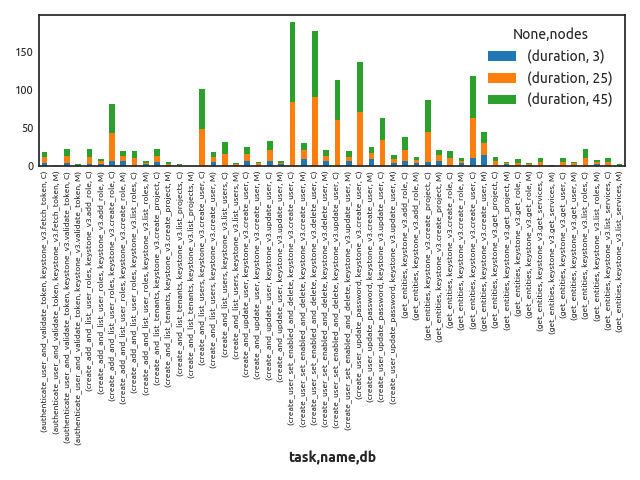 150
100
50
0
None,nodes
(duration, 3)
(duration, 25)
(duration, 45)
(authenticate_user_and_validate_token, keystone_v3.fetch_token, C)
(authenticate_user_and_validate_token, keystone_v3.fetch_token, M)
(authenticate_user_and_validate_token, keystone_v3.validate_token, C)
(authenticate_user_and_validate_token, keystone_v3.validate_token, M)
(create_add_and_list_user_roles, keystone_v3.add_role, C)
(create_add_and_list_user_roles, keystone_v3.add_role, M)
(create_add_and_list_user_roles, keystone_v3.create_role, C)
(create_add_and_list_user_roles, keystone_v3.create_role, M)
(create_add_and_list_user_roles, keystone_v3.list_roles, C)
(create_add_and_list_user_roles, keystone_v3.list_roles, M)
(create_and_list_tenants, keystone_v3.create_project, C)
(create_and_list_tenants, keystone_v3.create_project, M)
(create_and_list_tenants, keystone_v3.list_projects, C)
(create_and_list_tenants, keystone_v3.list_projects, M)
(create_and_list_users, keystone_v3.create_user, C)
(create_and_list_users, keystone_v3.create_user, M)
(create_and_list_users, keystone_v3.list_users, C)
(create_and_list_users, keystone_v3.list_users, M)
(create_and_update_user, keystone_v3.create_user, C)
(create_and_update_user, keystone_v3.create_user, M)
(create_and_update_user, keystone_v3.update_user, C)
(create_and_update_user, keystone_v3.update_user, M)
(create_user_set_enabled_and_delete, keystone_v3.create_user, C)
(create_user_set_enabled_and_delete, keystone_v3.create_user, M)
(create_user_set_enabled_and_delete, keystone_v3.delete_user, C)
(create_user_set_enabled_and_delete, keystone_v3.delete_user, M)
(create_user_set_enabled_and_delete, keystone_v3.update_user, C)
(create_user_set_enabled_and_delete, keystone_v3.update_user, M)
(create_user_update_password, keystone_v3.create_user, C)
(create_user_update_password, keystone_v3.create_user, M)
(create_user_update_password, keystone_v3.update_user, C)
(create_user_update_password, keystone_v3.update_user, M)
(get_entities, keystone_v3.add_role, C)
(get_entities, keystone_v3.add_role, M)
(get_entities, keystone_v3.create_project, C)
(get_entities, keystone_v3.create_project, M)
(get_entities, keystone_v3.create_role, C)
(get_entities, keystone_v3.create_role, M)
(get_entities, keystone_v3.create_user, C)
(get_entities, keystone_v3.create_user, M)
(get_entities, keystone_v3.get_project, C)
(get_entities, keystone_v3.get_project, M)
(get_entities, keystone_v3.get_role, C)
(get_entities, keystone_v3.get_role, M)
(get_entities, keystone_v3.get_services, C)
(get_entities, keystone_v3.get_services, M)
(get_entities, keystone_v3.get_user, C)
(get_entities, keystone_v3.get_user, M)
(get_entities, keystone_v3.list_roles, C)
(get_entities, keystone_v3.list_roles, M)
(get_entities, keystone_v3.list_services, C)
(get_entities, keystone_v3.list_services, M)
task,name,db